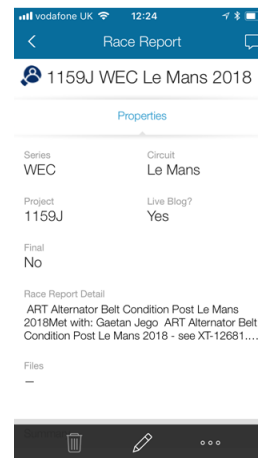 vodafone UK 12:24
Race Report
1159J WEC Le Mans 2018
Properties
Series Circuit
WEC Le Mans
Project Live Blog?
1159J Yes
Final
No
Race Report Detail
ART Alternator Belt Condition Post Le Mans
2018Met with: Gaetan Jego ART Alternator Belt
Condition Post Le Mans 2018 - see XT-12681....
Files
—